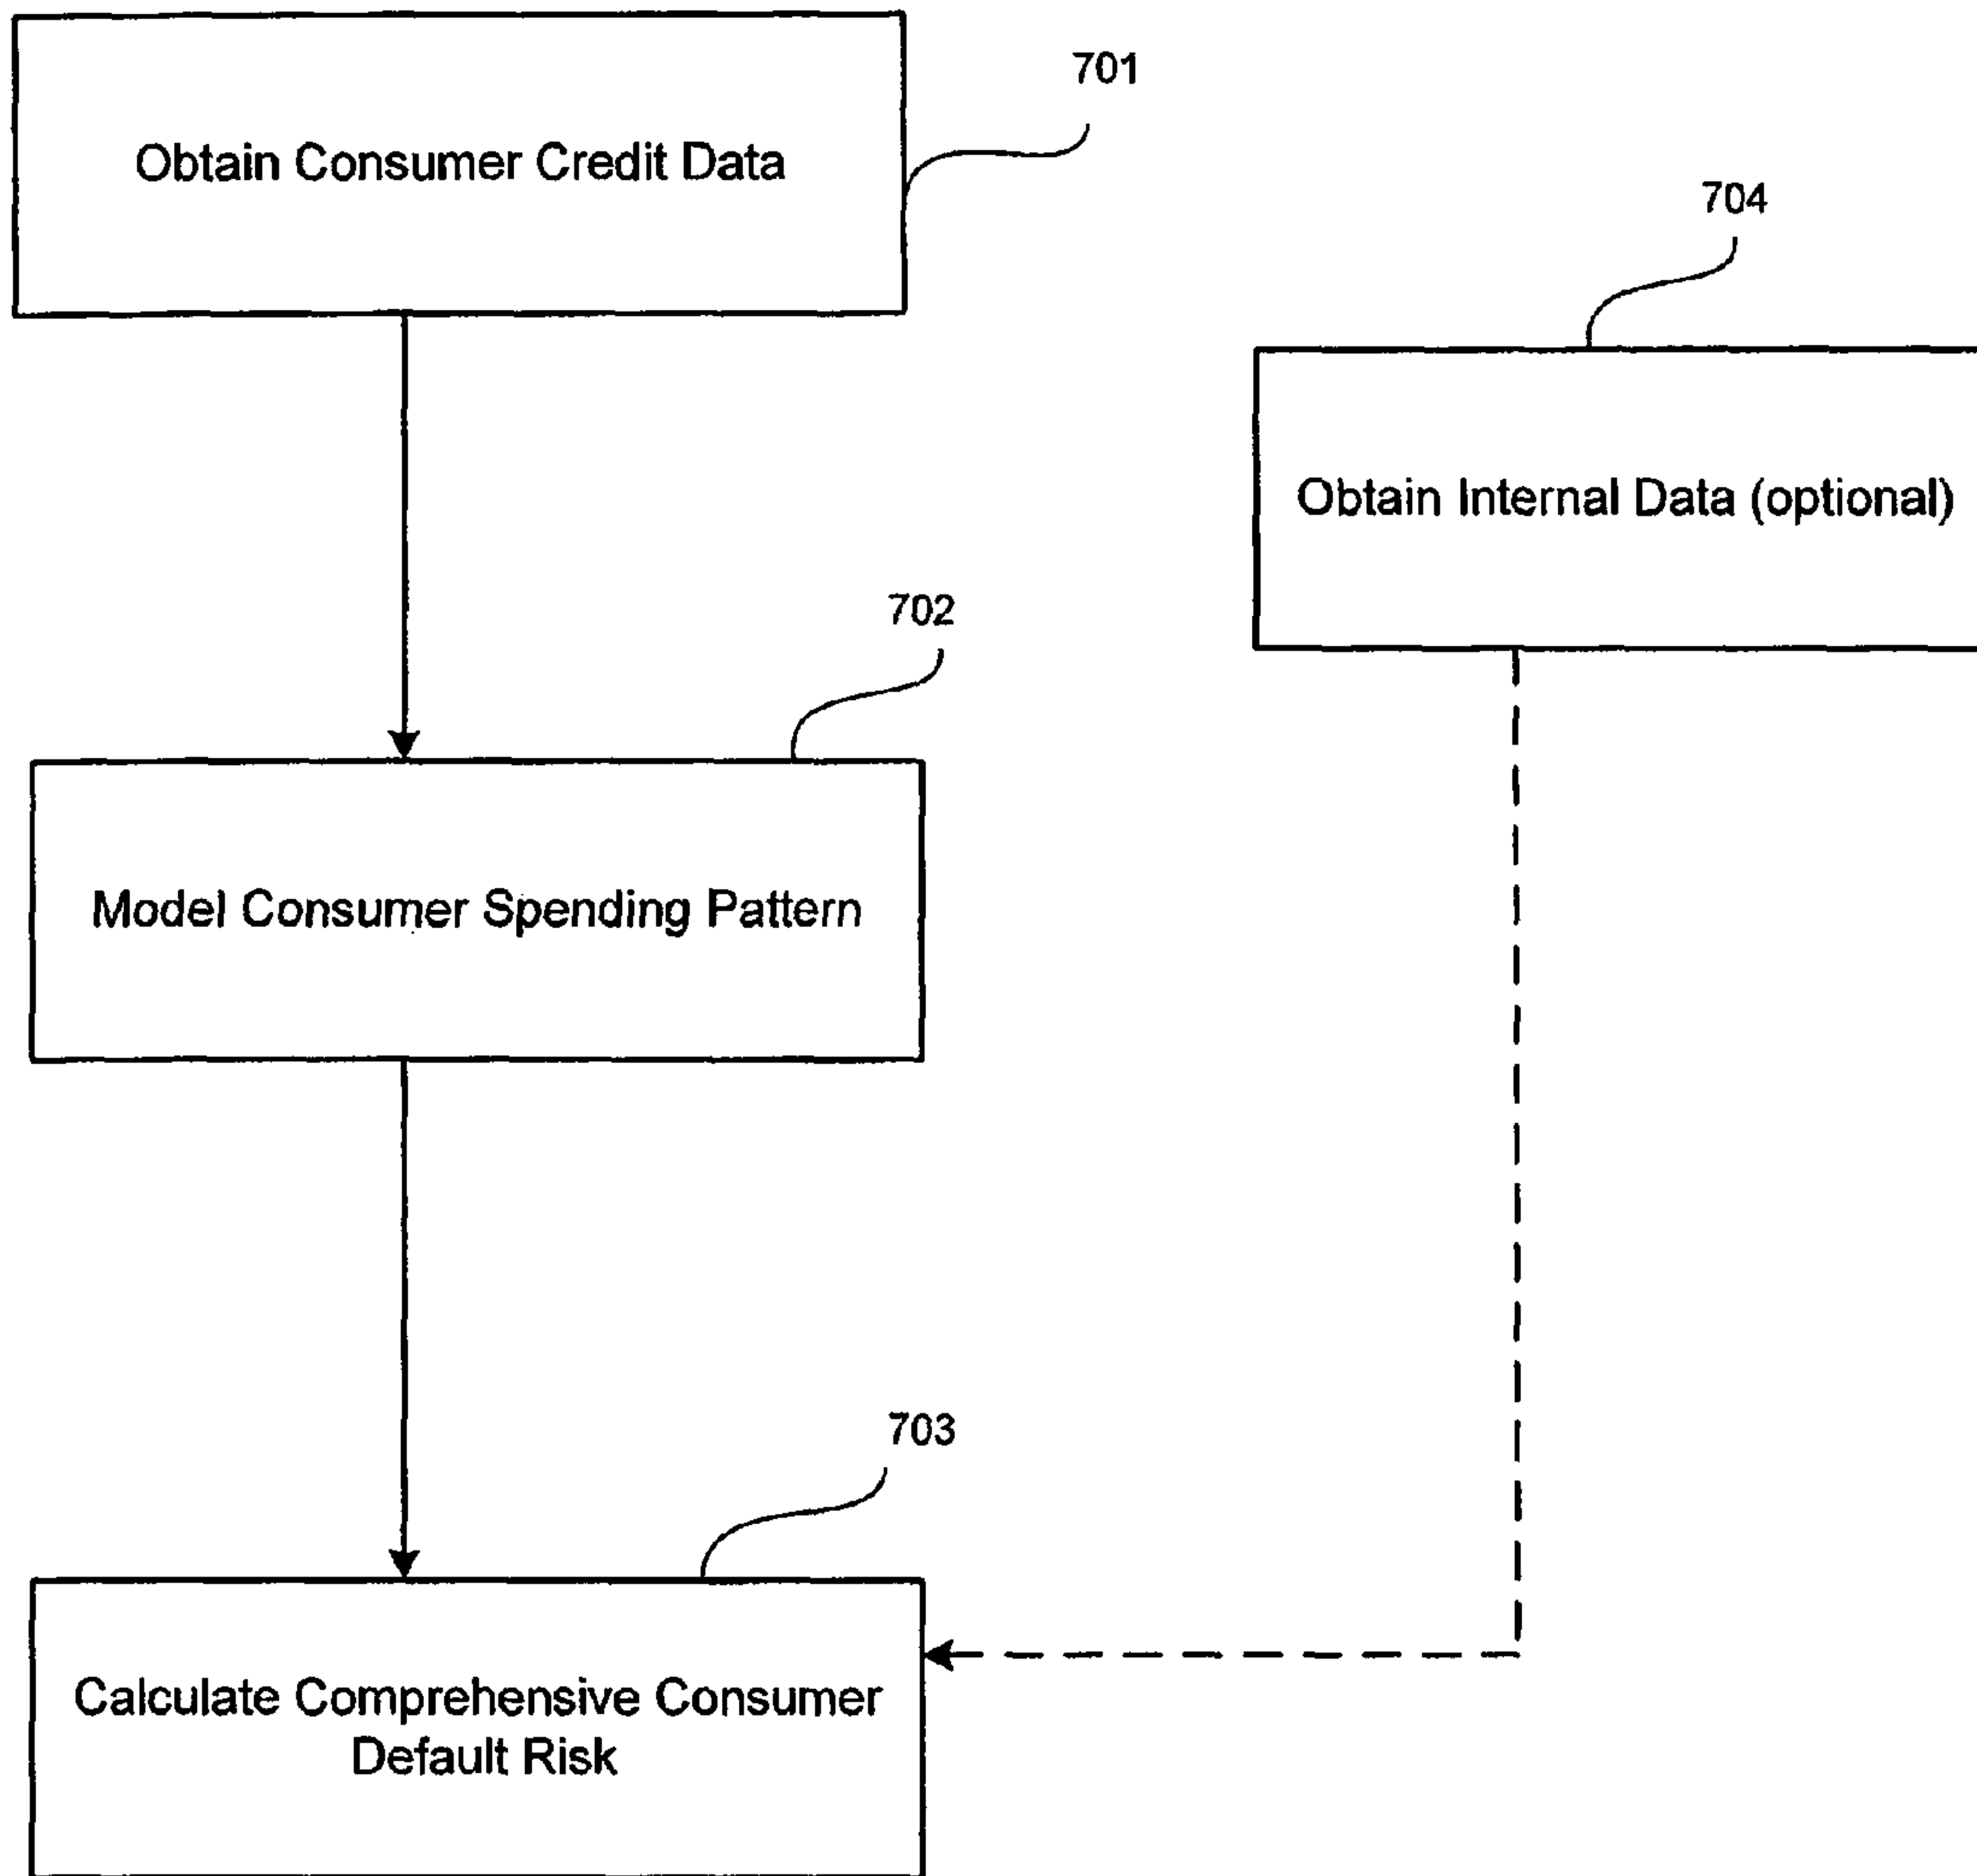 701
Obtain Consumer Credit Data
704
Obtain Internal Data (optional)
702
Model Consumer Spending Pattern
703
Calculate Comprehensive Consumer
Default Risk